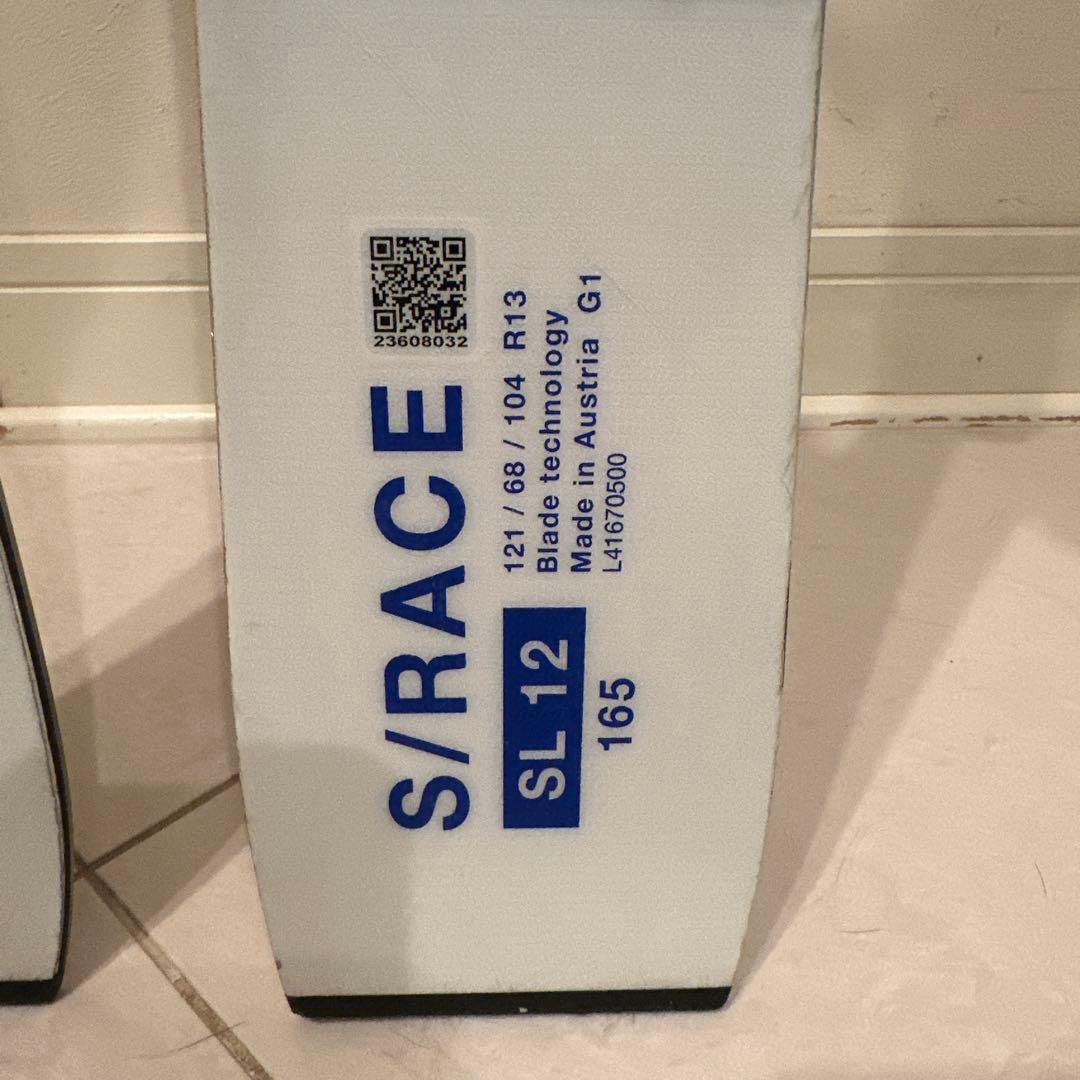 23608032
S/RACE
SL 12
165
121 / 68 / 104 R13
Blade technology
Made in Austria G1
L41670500